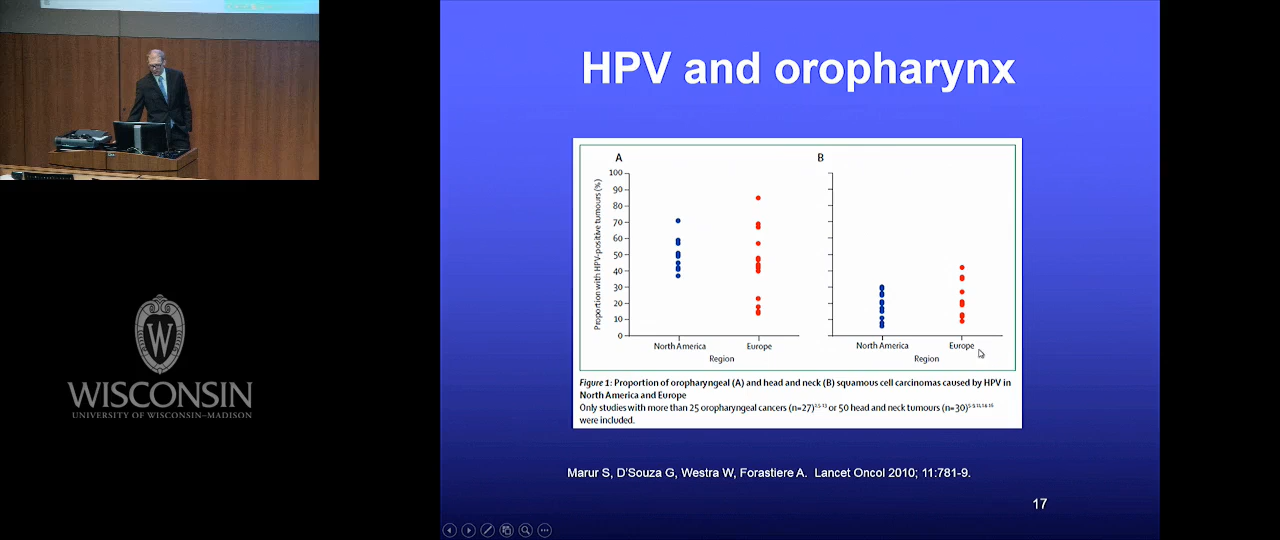 HPV and oropharynx
A
B
Proportion with HPV-positive tumours (%)
100
90
80
70
60
50
40
30
20
10
0
North America
Europe
Region
North America
Europe
Region
Figure 1: Proportion of oropharyngeal (A) and head and neck (B) squamous cell carcinomas caused by HPV in
North America and Europe
Only studies with more than 25 oropharyngeal cancers (n=27) or 50 head and neck tumours (n=30)
were included.
Marur S, D'Souza G, Westra W, Forastiere A. Lancet Oncol 2010; 11:781-9.
17
W
WISCONSIN
UNIVERSITY OF WISCONSIN–MADISON